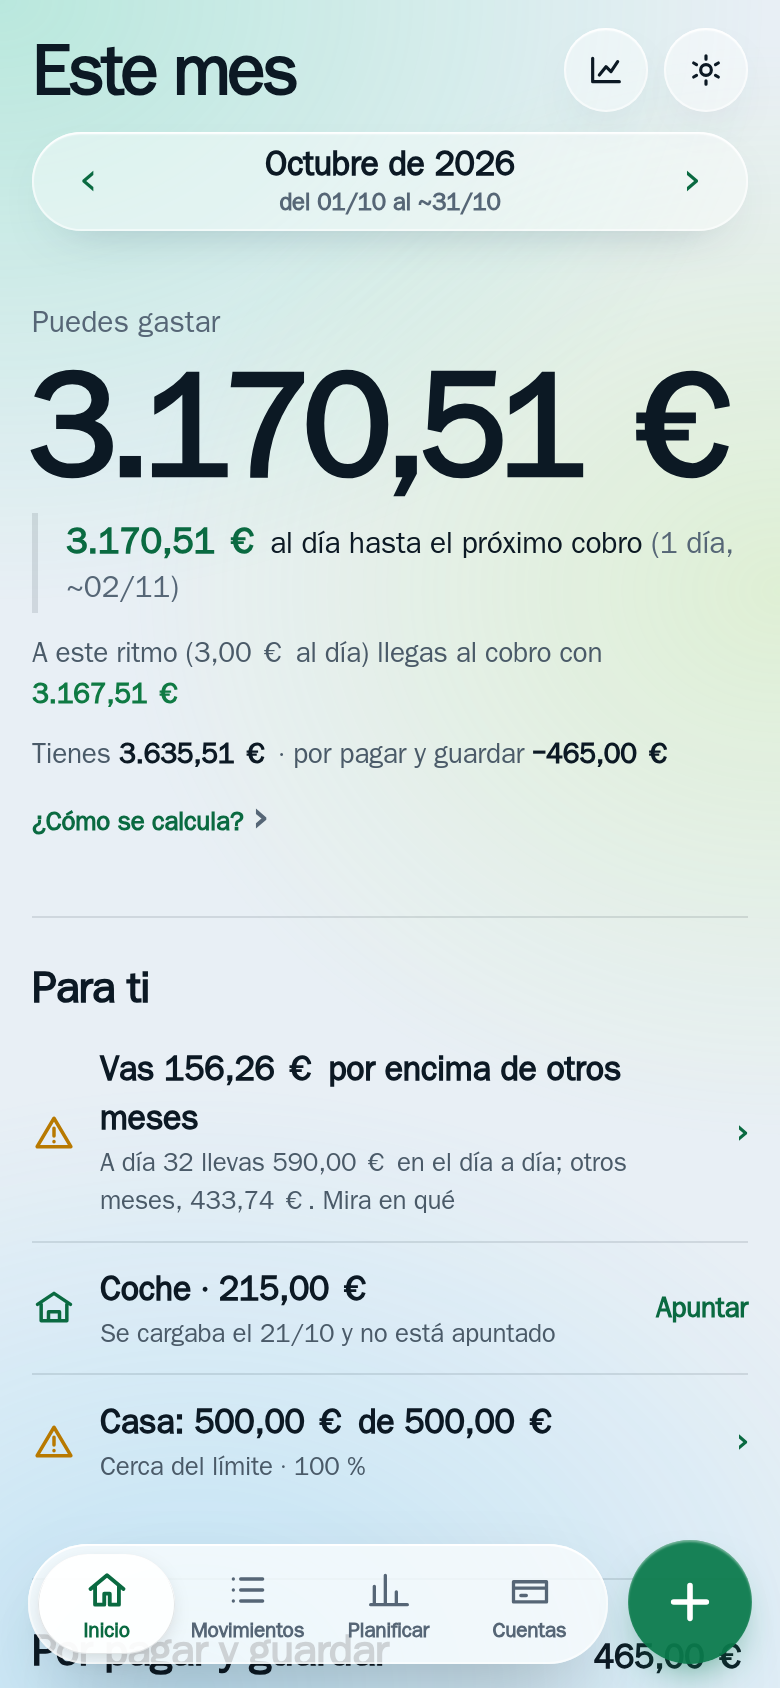 Este mes
Octubre de 2026
del 01/10 al ~31/10
Puedes gastar
3.170,51 €
3.170,51 € al día hasta el próximo cobro (1 día,
~02/11)
A este ritmo (3,00 € al día) llegas al cobro con
3.167,51 €
Tienes 3.635,51 € · por pagar y guardar −465,00 €
¿Cómo se calcula?
Para ti
Vas 156,26 € por encima de otros
meses
A día 32 llevas 590,00 € en el día a día; otros
meses, 433,74 €. Mira en qué
Coche · 215,00 €
Se cargaba el 21/10 y no está apuntado
Apuntar
Casa: 500,00 € de 500,00 €
Cerca del límite · 100 %
Inicio
Movimientos
Planificar
Cuentas
Por pagar y guardar
465,00 €